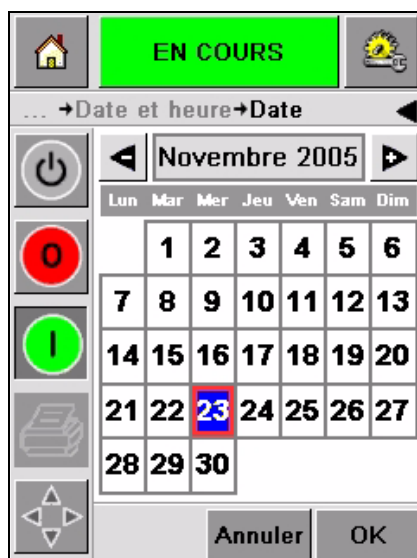 EN COURS
... →Date et heure→Date
Novembre 2005
Lun Mar Mer Jeu Ven Sam Dim
1 2 3 4 5 6
7 8 9 10 11 12 13
14 15 16 17 18 19 20
21 22 23 24 25 26 27
28 29 30
O
I
Annuler OK